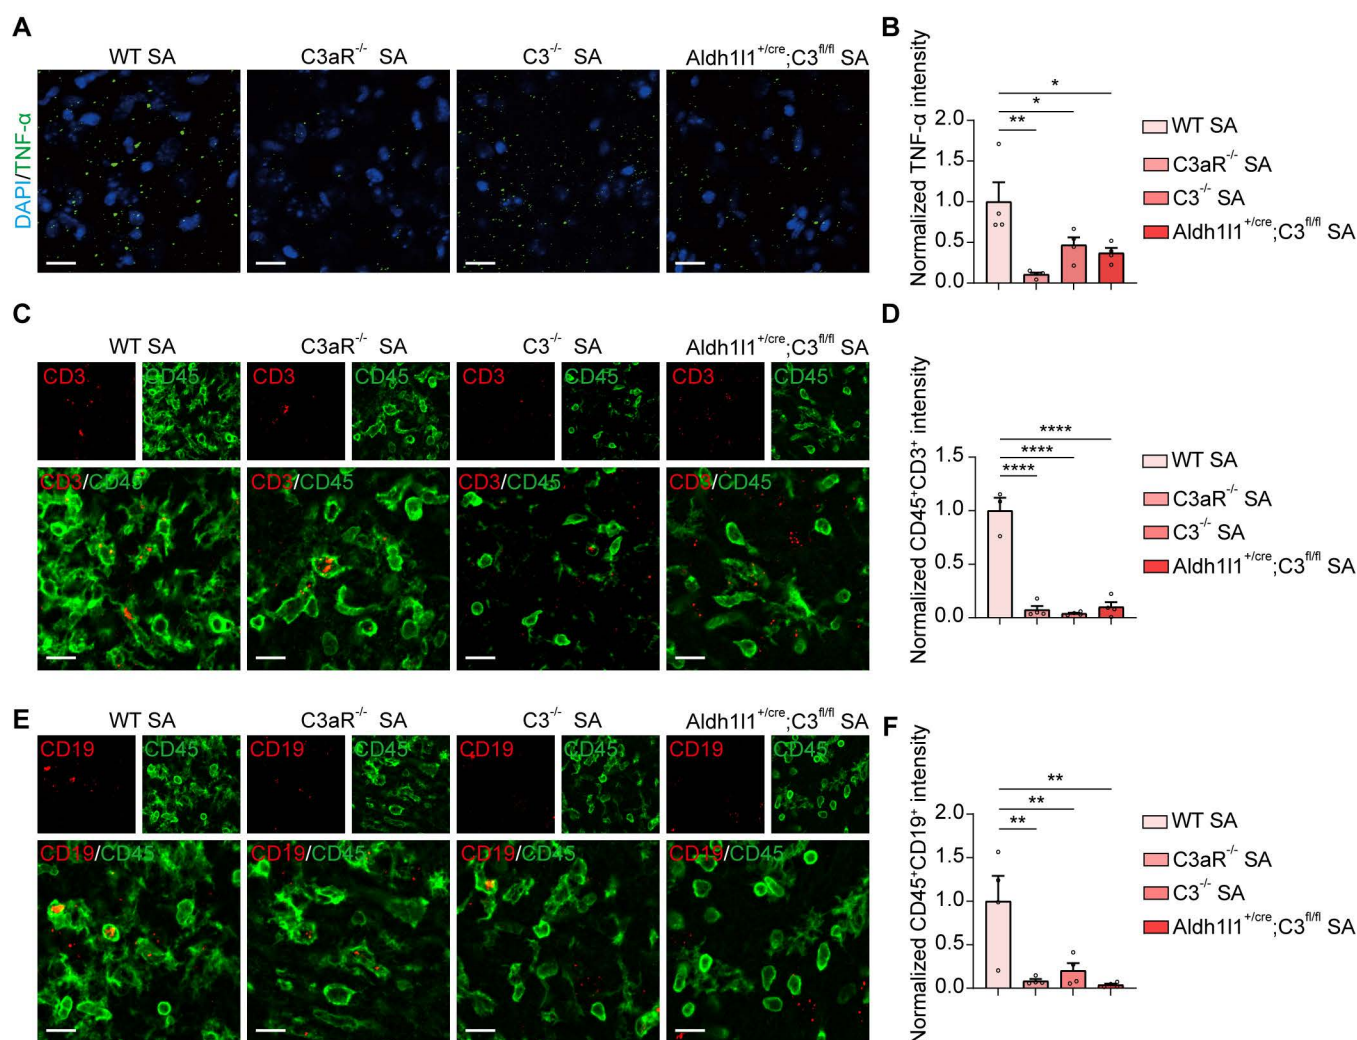 A
WT SA
C3aR-/- SA
C3-/- SA
Aldh1l1+/cre;C3fl/fl SA
DAPI/TNF-α
B
Normalized TNF-α intensity
*
*
**
2.0
1.5
1.0
0.5
0.0
WT SA
C3aR-/- SA
C3-/- SA
Aldh1l1+/cre;C3fl/fl SA
C
WT SA
C3aR-/- SA
C3-/- SA
Aldh1l1+/cre;C3fl/fl SA
CD3
CD45
CD3
CD45
CD3
CD45
CD3
CD45
CD3/CD45
CD3/CD45
CD3/CD45
CD3/CD45
D
Normalized CD45+CD3+ intensity
****
****
****
1.5
1.0
0.5
0.0
WT SA
C3aR-/- SA
C3-/- SA
Aldh1l1+/cre;C3fl/fl SA
E
WT SA
C3aR-/- SA
C3-/- SA
Aldh1l1+/cre;C3fl/fl SA
CD19
CD45
CD19
CD45
CD19
CD45
CD19
CD45
CD19/CD45
CD19/CD45
CD19/CD45
CD19/CD45
F
Normalized CD45+CD19+ intensity
**
**
**
2.0
1.5
1.0
0.5
0.0
WT SA
C3aR-/- SA
C3-/- SA
Aldh1l1+/cre;C3fl/fl SA